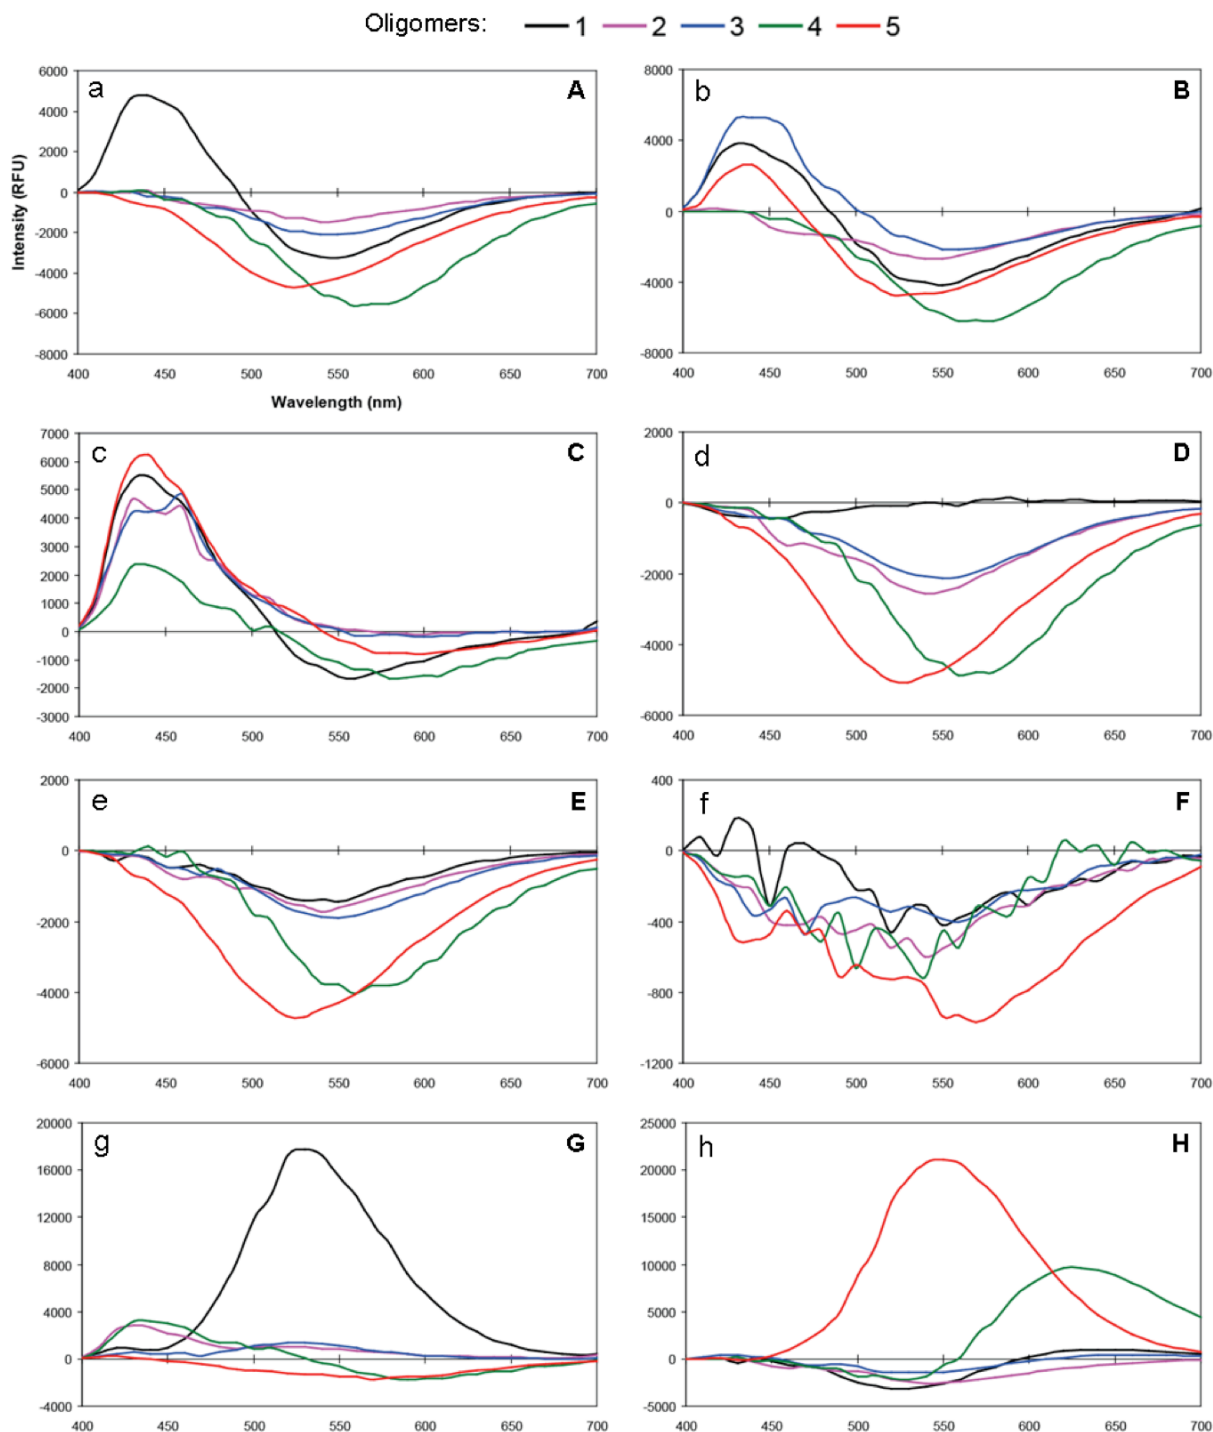 Oligomers: 1 2 3 4 5
a A
6000
4000
2000
0
-2000
-4000
-6000
-8000
400 450 500 550 600 650 700
Intensity (RFU)
Wavelength (nm)
b B
8000
4000
0
-4000
-8000
400 450 500 550 600 650 700
c C
7000
6000
5000
4000
3000
2000
1000
0
-1000
-2000
-3000
400 450 500 550 600 650 700
d D
2000
0
-2000
-4000
-6000
400 450 500 550 600 650 700
e E
2000
0
-2000
-4000
-6000
400 450 500 550 600 650 700
f F
400
0
-400
-800
-1200
400 450 500 550 600 650 700
g G
20000
16000
12000
8000
4000
0
-4000
400 450 500 550 600 650 700
h H
25000
20000
15000
10000
5000
0
-5000
400 450 500 550 600 650 700